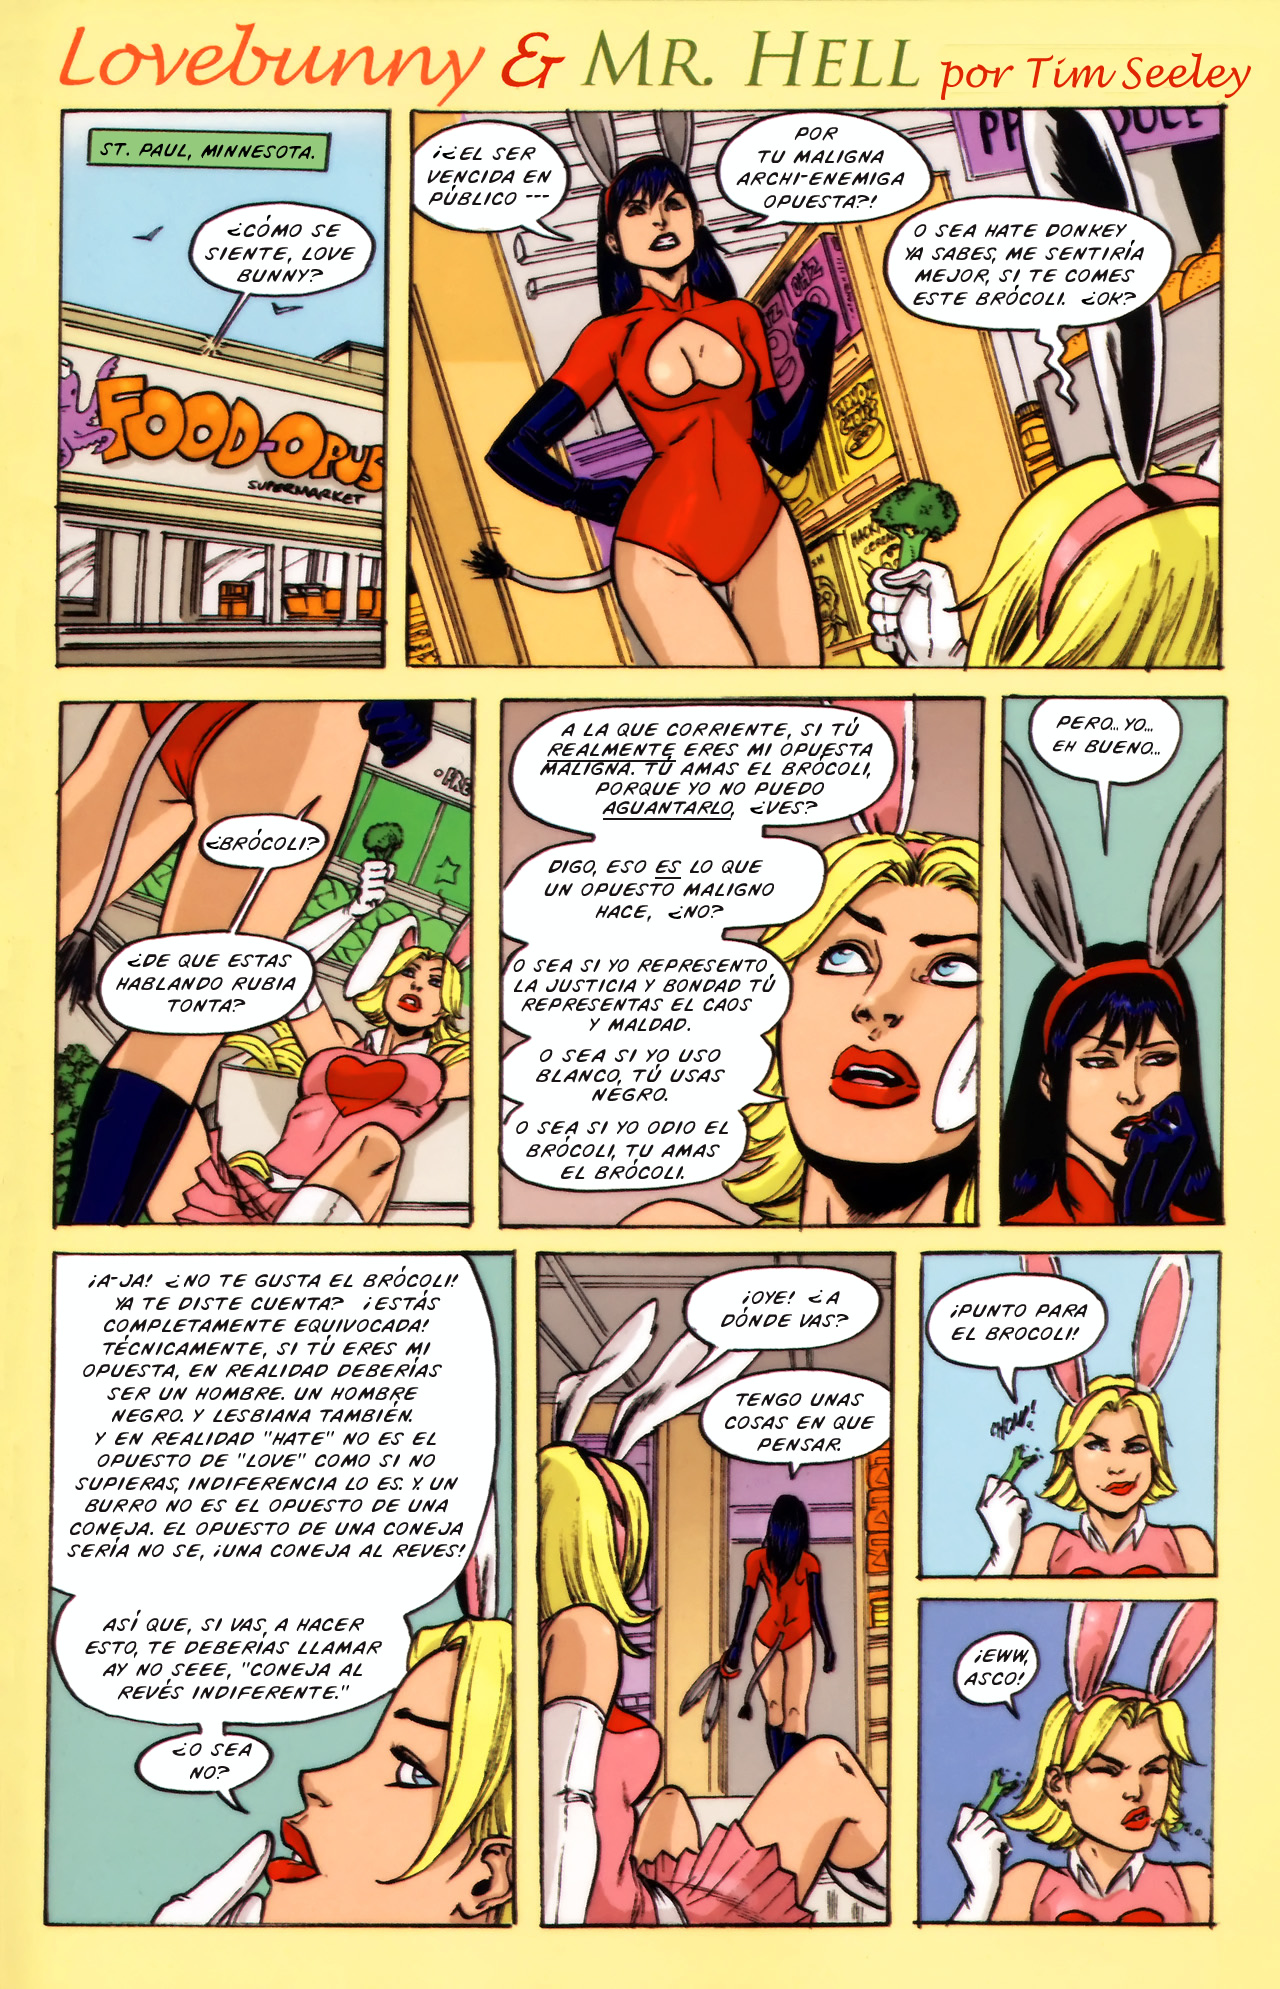 Lovebunny & MR. HELL por Tim Seeley
ST. PAUL, MINNESOTA.
¿CÓMO SE
SIENTE, LOVE
BUNNY?
FOOD-OPUS
SUPERMARKET
¡¿EL SER
VENCIDA EN
PÚBLICO ---
POR
TU MALIGNA
ARCHI-ENEMIGA
OPUESTA?!
O SEA HATE DONKEY
YA SABES, ME SENTIRÍA
MEJOR, SI TE COMES
ESTE BRÓCOLI. ¿OK?
¿BRÓCOLI?
¿DE QUE ESTAS
HABLANDO RUBIA
TONTA?
A LA QUE CORRIENTE, SI TÚ
REALMENTE ERES MI OPUESTA
MALIGNA. TÚ AMAS EL BRÓCOLI,
PORQUE YO NO PUEDO
AGUANTARLO, ¿VES?
DIGO, ESO ES LO QUE
UN OPUESTO MALIGNO
HACE, ¿NO?
O SEA SI YO REPRESENTO
LA JUSTICIA Y BONDAD TÚ
REPRESENTAS EL CAOS
Y MALDAD.
O SEA SI YO USO
BLANCO, TÚ USAS
NEGRO.
O SEA SI YO ODIO EL
BRÓCOLI, TU AMAS
EL BRÓCOLI.
PERO... YO...
EH BUENO...
¡A-JA! ¿NO TE GUSTA EL BRÓCOLI!
YA TE DISTE CUENTA? ¡ESTÁS
COMPLETAMENTE EQUIVOCADA!
TÉCNICAMENTE, SI TÚ ERES MI
OPUESTA, EN REALIDAD DEBERÍAS
SER UN HOMBRE. UN HOMBRE
NEGRO. Y LESBIANA TAMBIÉN.
Y EN REALIDAD "HATE" NO ES EL
OPUESTO DE "LOVE" COMO SI NO
SUPIERAS, INDIFERENCIA LO ES. Y UN
BURRO NO ES EL OPUESTO DE UNA
CONEJA. EL OPUESTO DE UNA CONEJA
SERÍA NO SE, ¡UNA CONEJA AL REVES!
ASÍ QUE, SI VAS, A HACER
ESTO, TE DEBERÍAS LLAMAR
AY NO SEEE, "CONEJA AL
REVÉS INDIFERENTE."
¿O SEA
NO?
¡OYE! ¿A
DÓNDE VAS?
TENGO UNAS
COSAS EN QUE
PENSAR.
¡PUNTO PARA
EL BROCOLI!
CHOMP!
¡EWW,
ASCO!